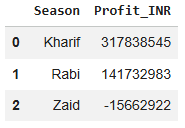 Season Profit_INR
0 Kharif 317838545
1 Rabi 141732983
2 Zaid -15662922